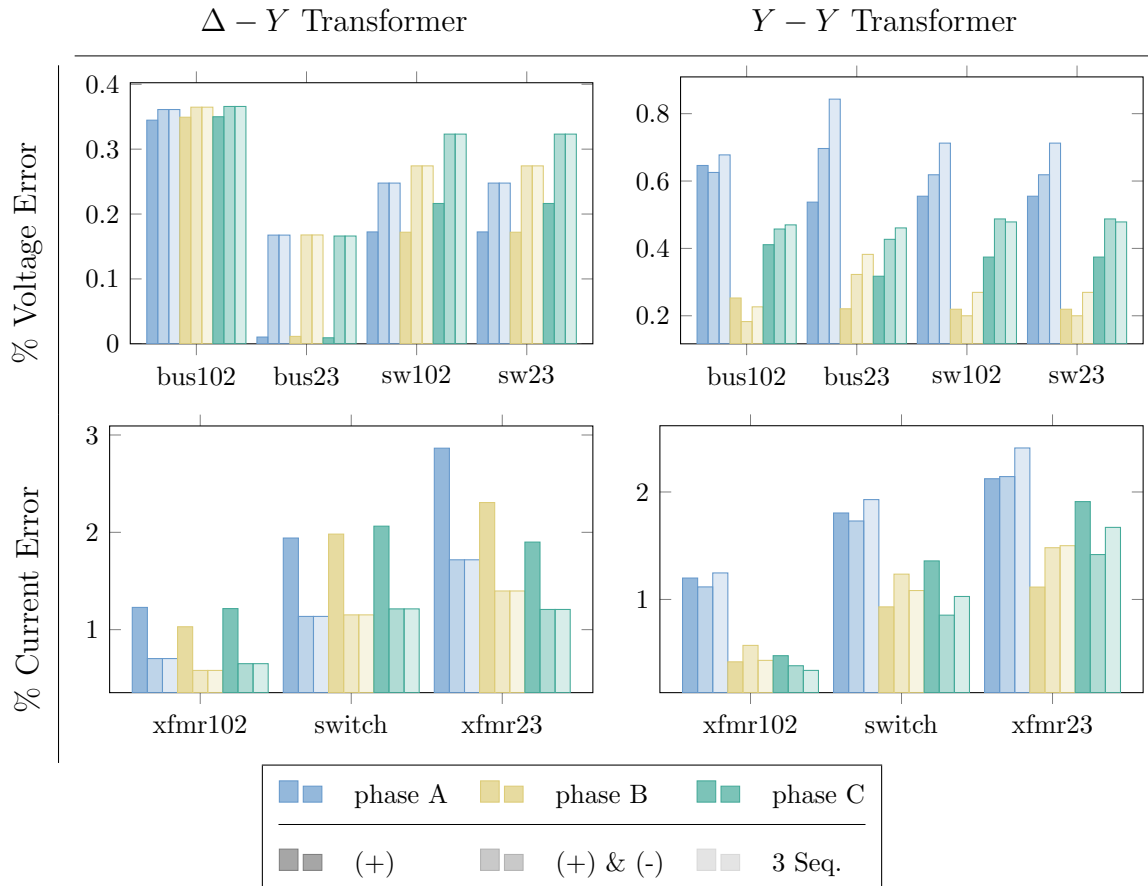 Δ − Y Transformer
Y − Y Transformer
% Voltage Error
0.4
0.3
0.2
0.1
0
bus102 bus23 sw102 sw23
0.8
0.6
0.4
0.2
bus102 bus23 sw102 sw23
% Current Error
3
2
1
xfmr102 switch xfmr23
2
1
xfmr102 switch xfmr23
phase A phase B phase C
(+) (+) & (-) 3 Seq.